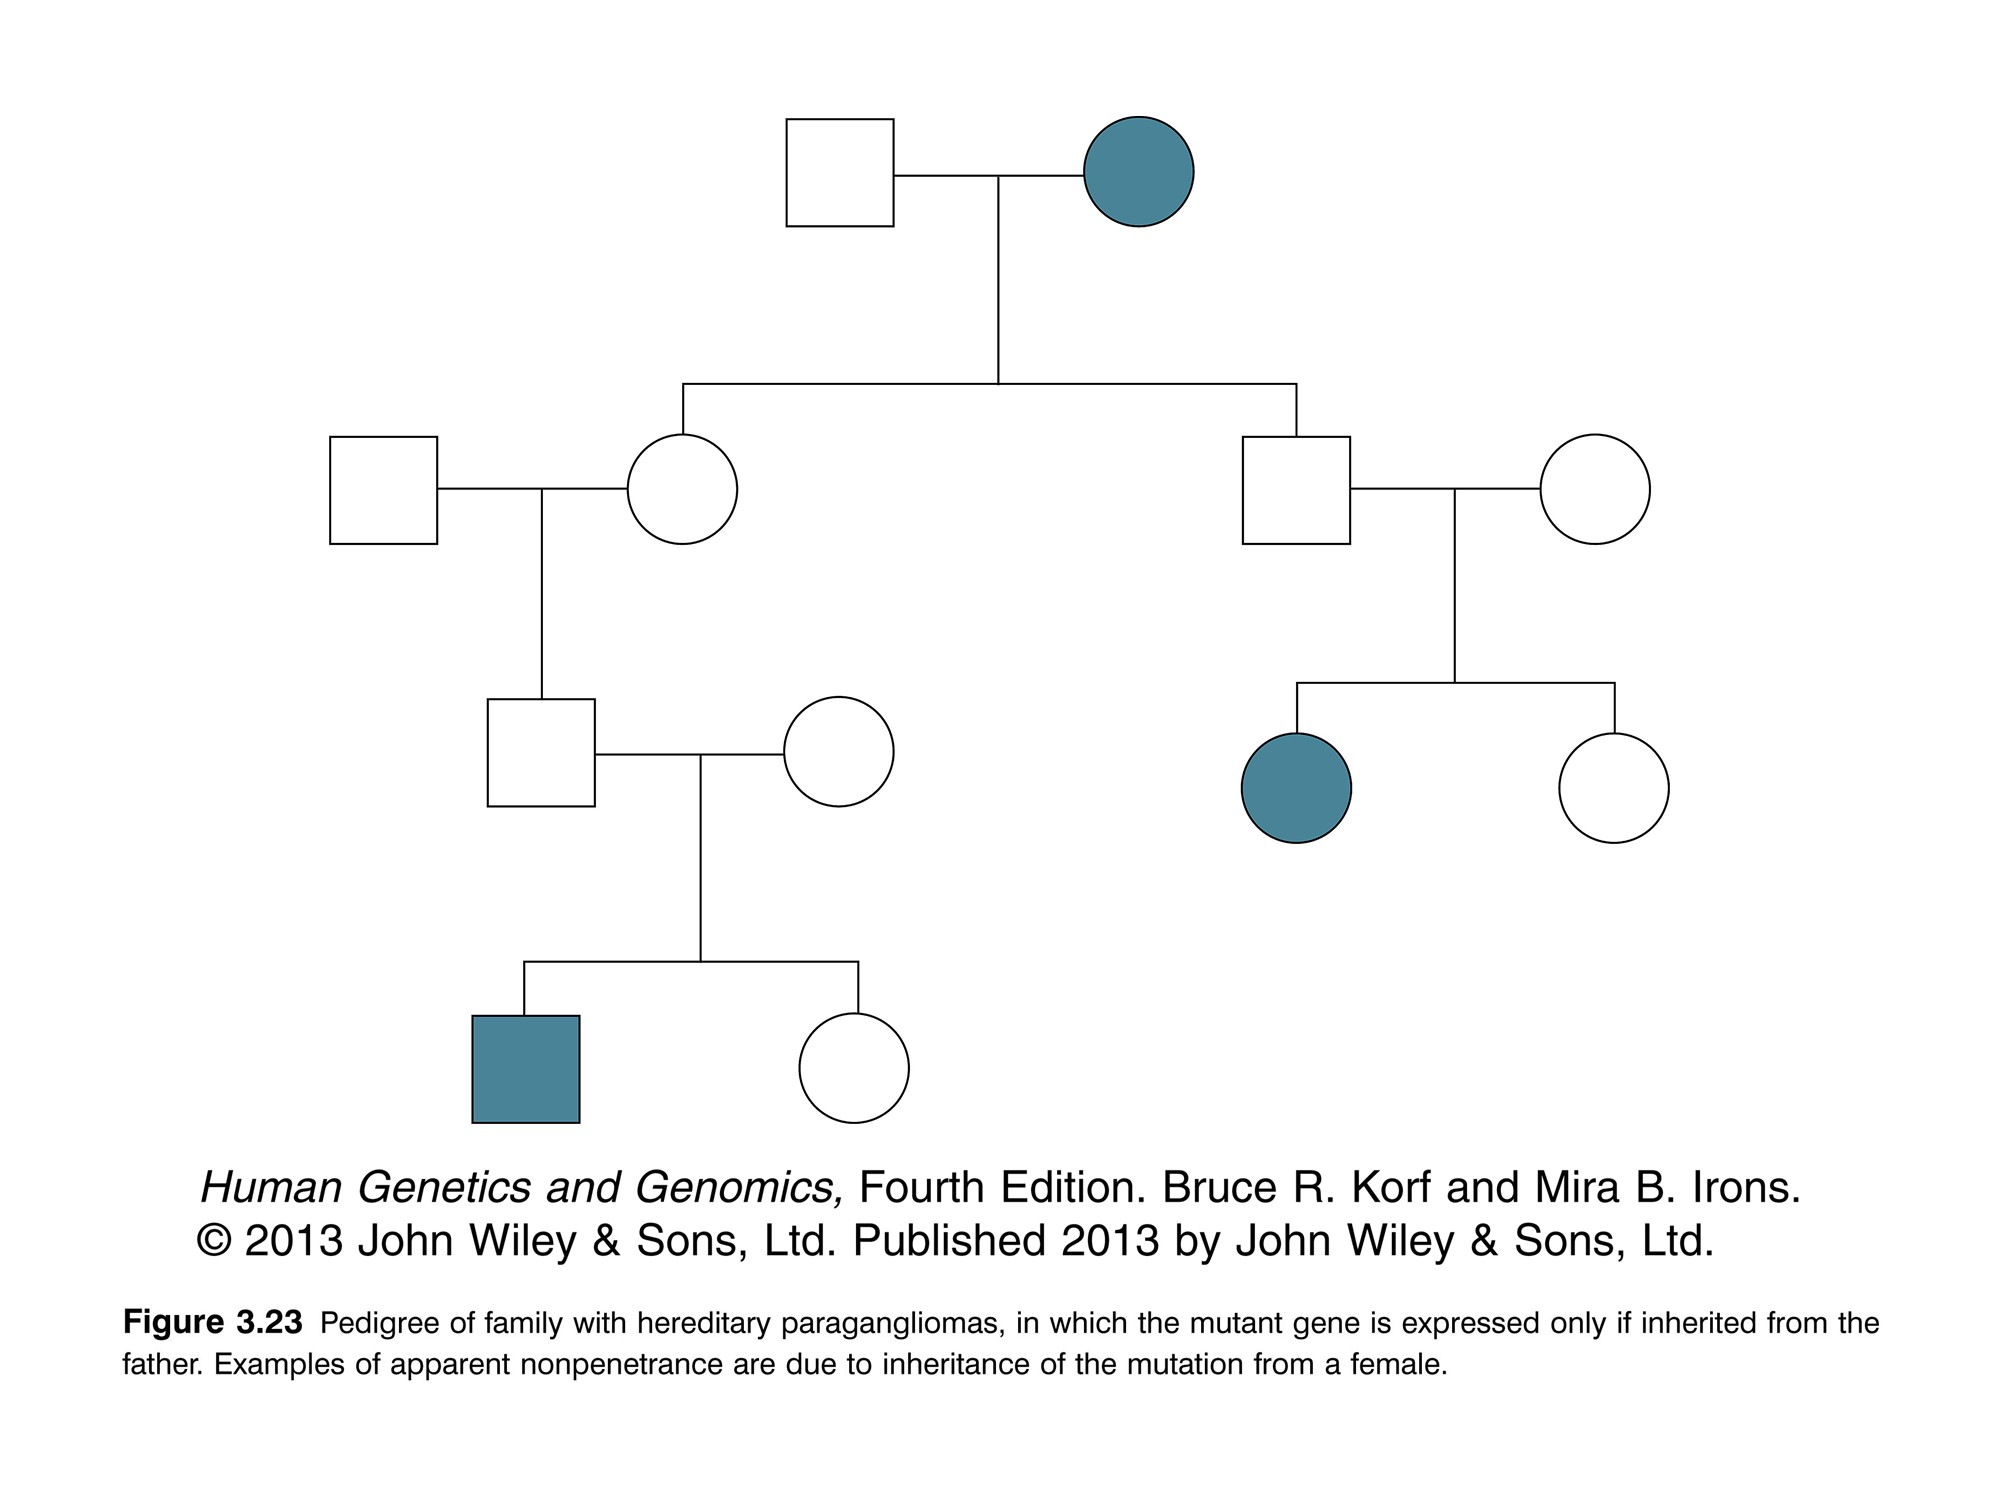 Human Genetics and Genomics, Fourth Edition. Bruce R. Korf and Mira B. Irons.
© 2013 John Wiley & Sons, Ltd. Published 2013 by John Wiley & Sons, Ltd.
Figure 3.23 Pedigree of family with hereditary paragangliomas, in which the mutant gene is expressed only if inherited from the
father. Examples of apparent nonpenetrance are due to inheritance of the mutation from a female.